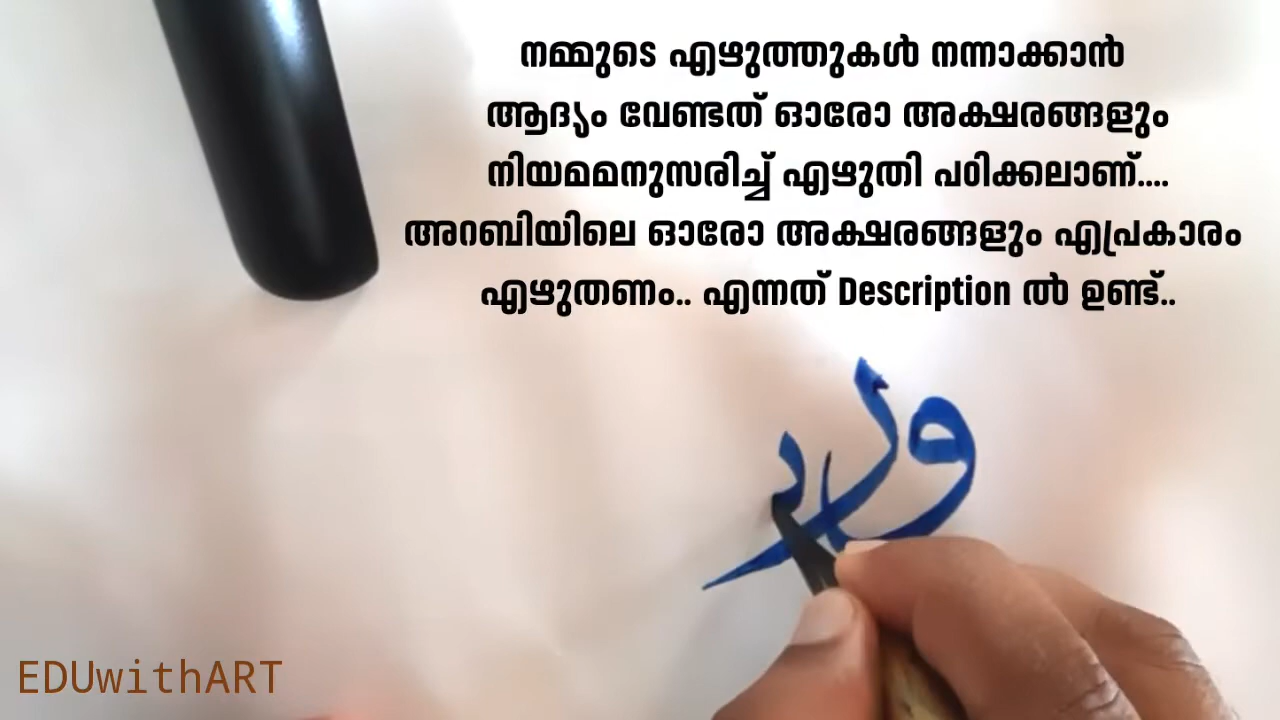 നമ്മുടെ എഴുത്തുകൾ നന്നാക്കാൻ
ആദ്യം വേണ്ടത് ഓരോ അക്ഷരങ്ങളും
നിയമമനുസരിച്ച് എഴുതി പഠിക്കലാണ്....
അറബിയിലെ ഓരോ അക്ഷരങ്ങളും എപ്രകാരം
എഴുതണം.. എന്നത് Description ൽ ഉണ്ട്..
EDUwithART